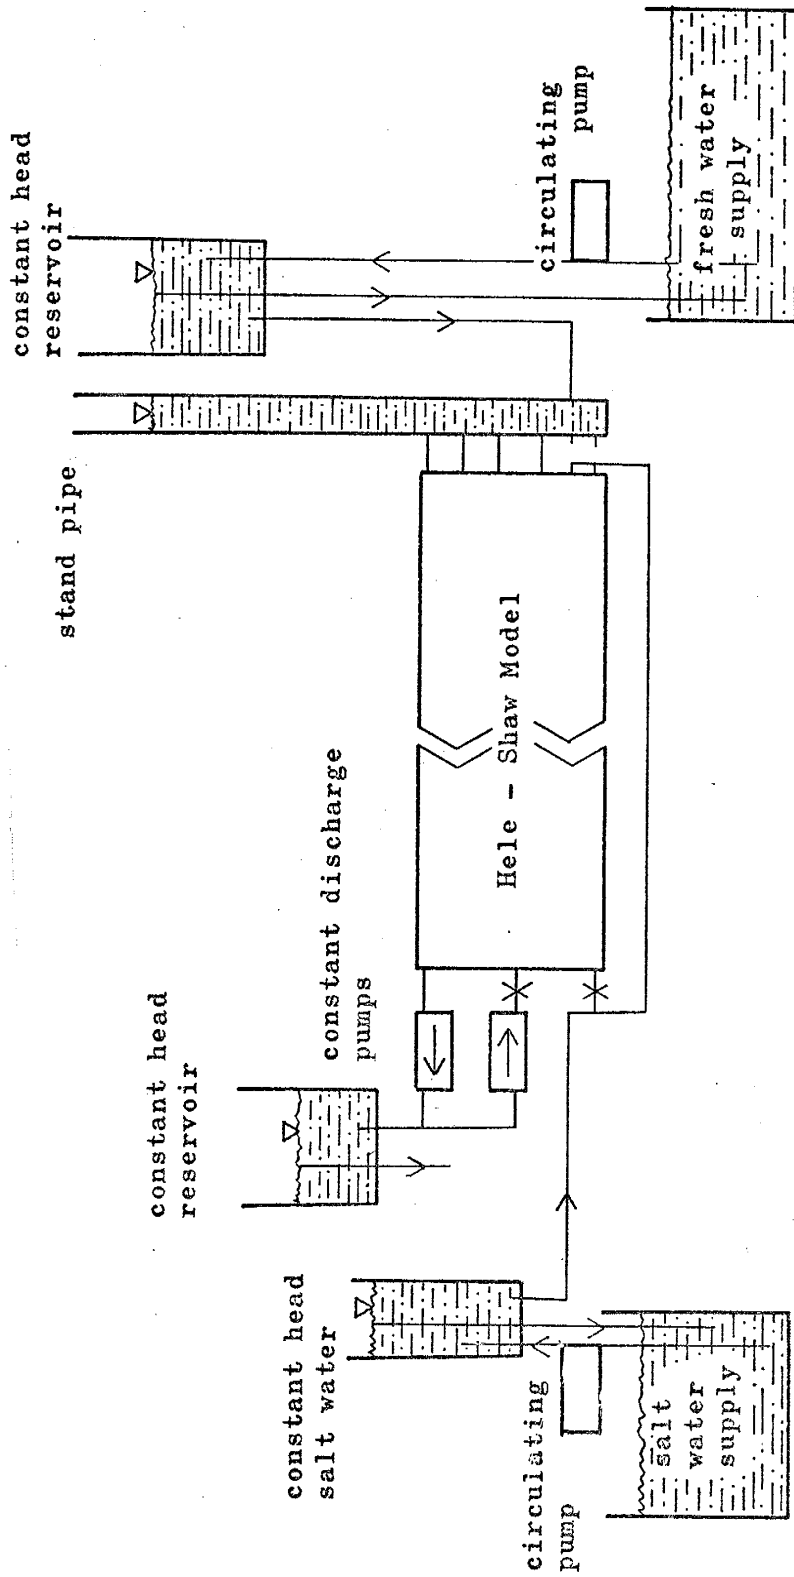 constant head
salt water
circulating
pump
salt
water
supply
constant head
reservoir
constant discharge
pumps
Hele - Shaw Model
stand pipe
constant head
reservoir
circulating
pump
fresh water
supply